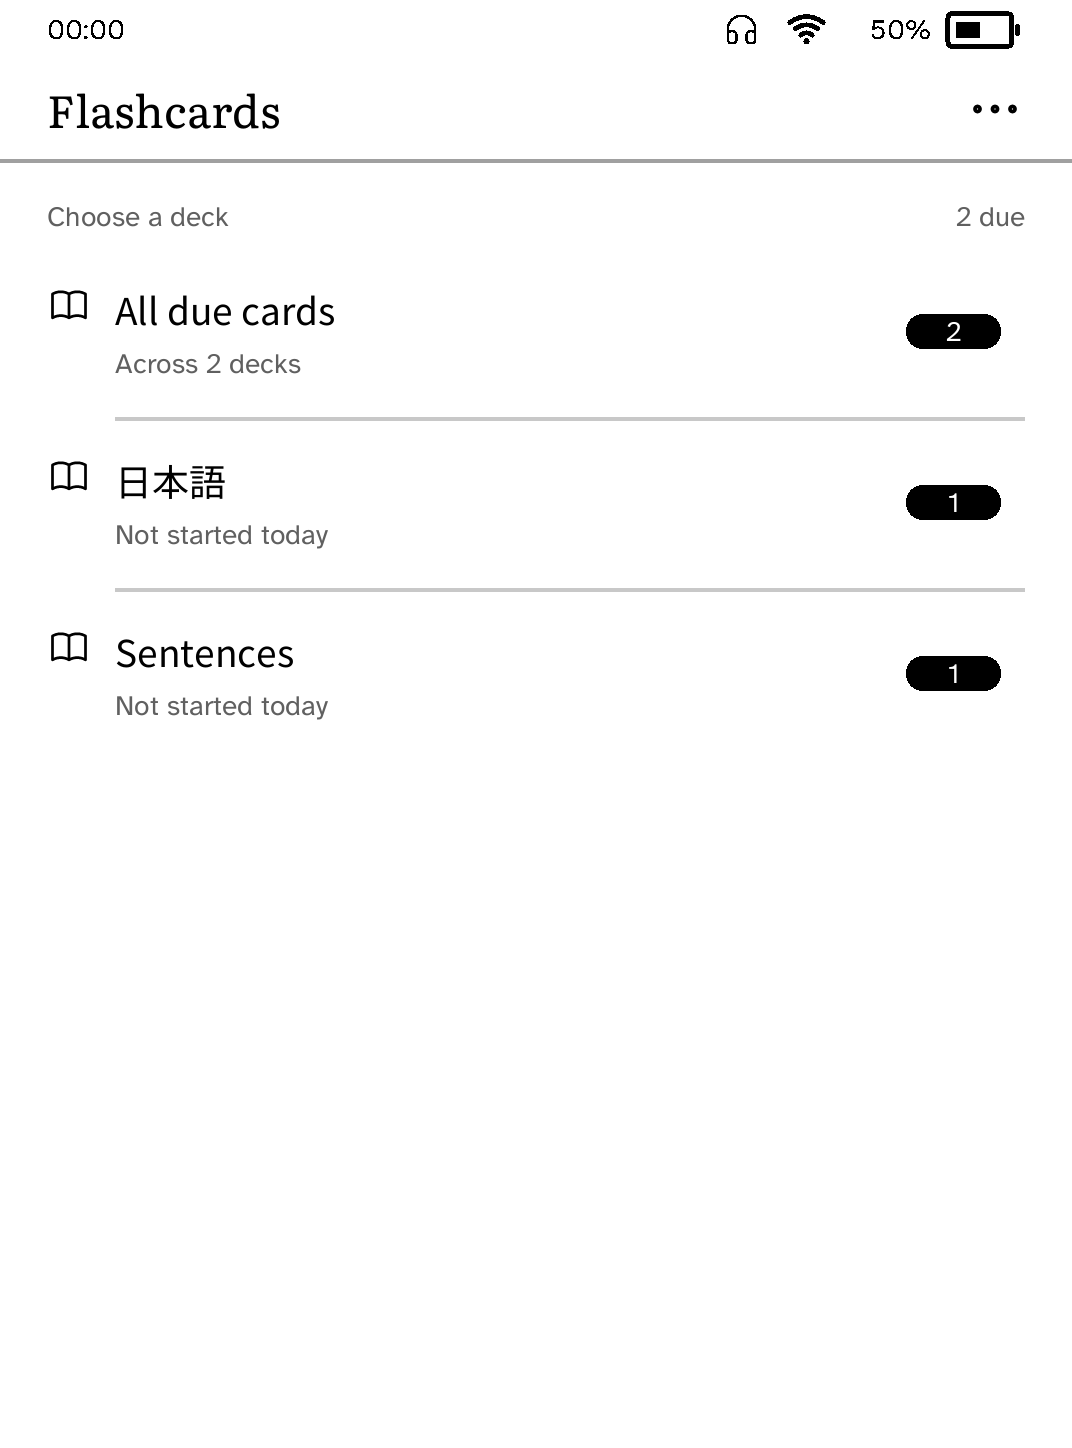 00:00 50%
Flashcards
Choose a deck 2 due
All due cards 2
Across 2 decks
日本語 1
Not started today
Sentences 1
Not started today